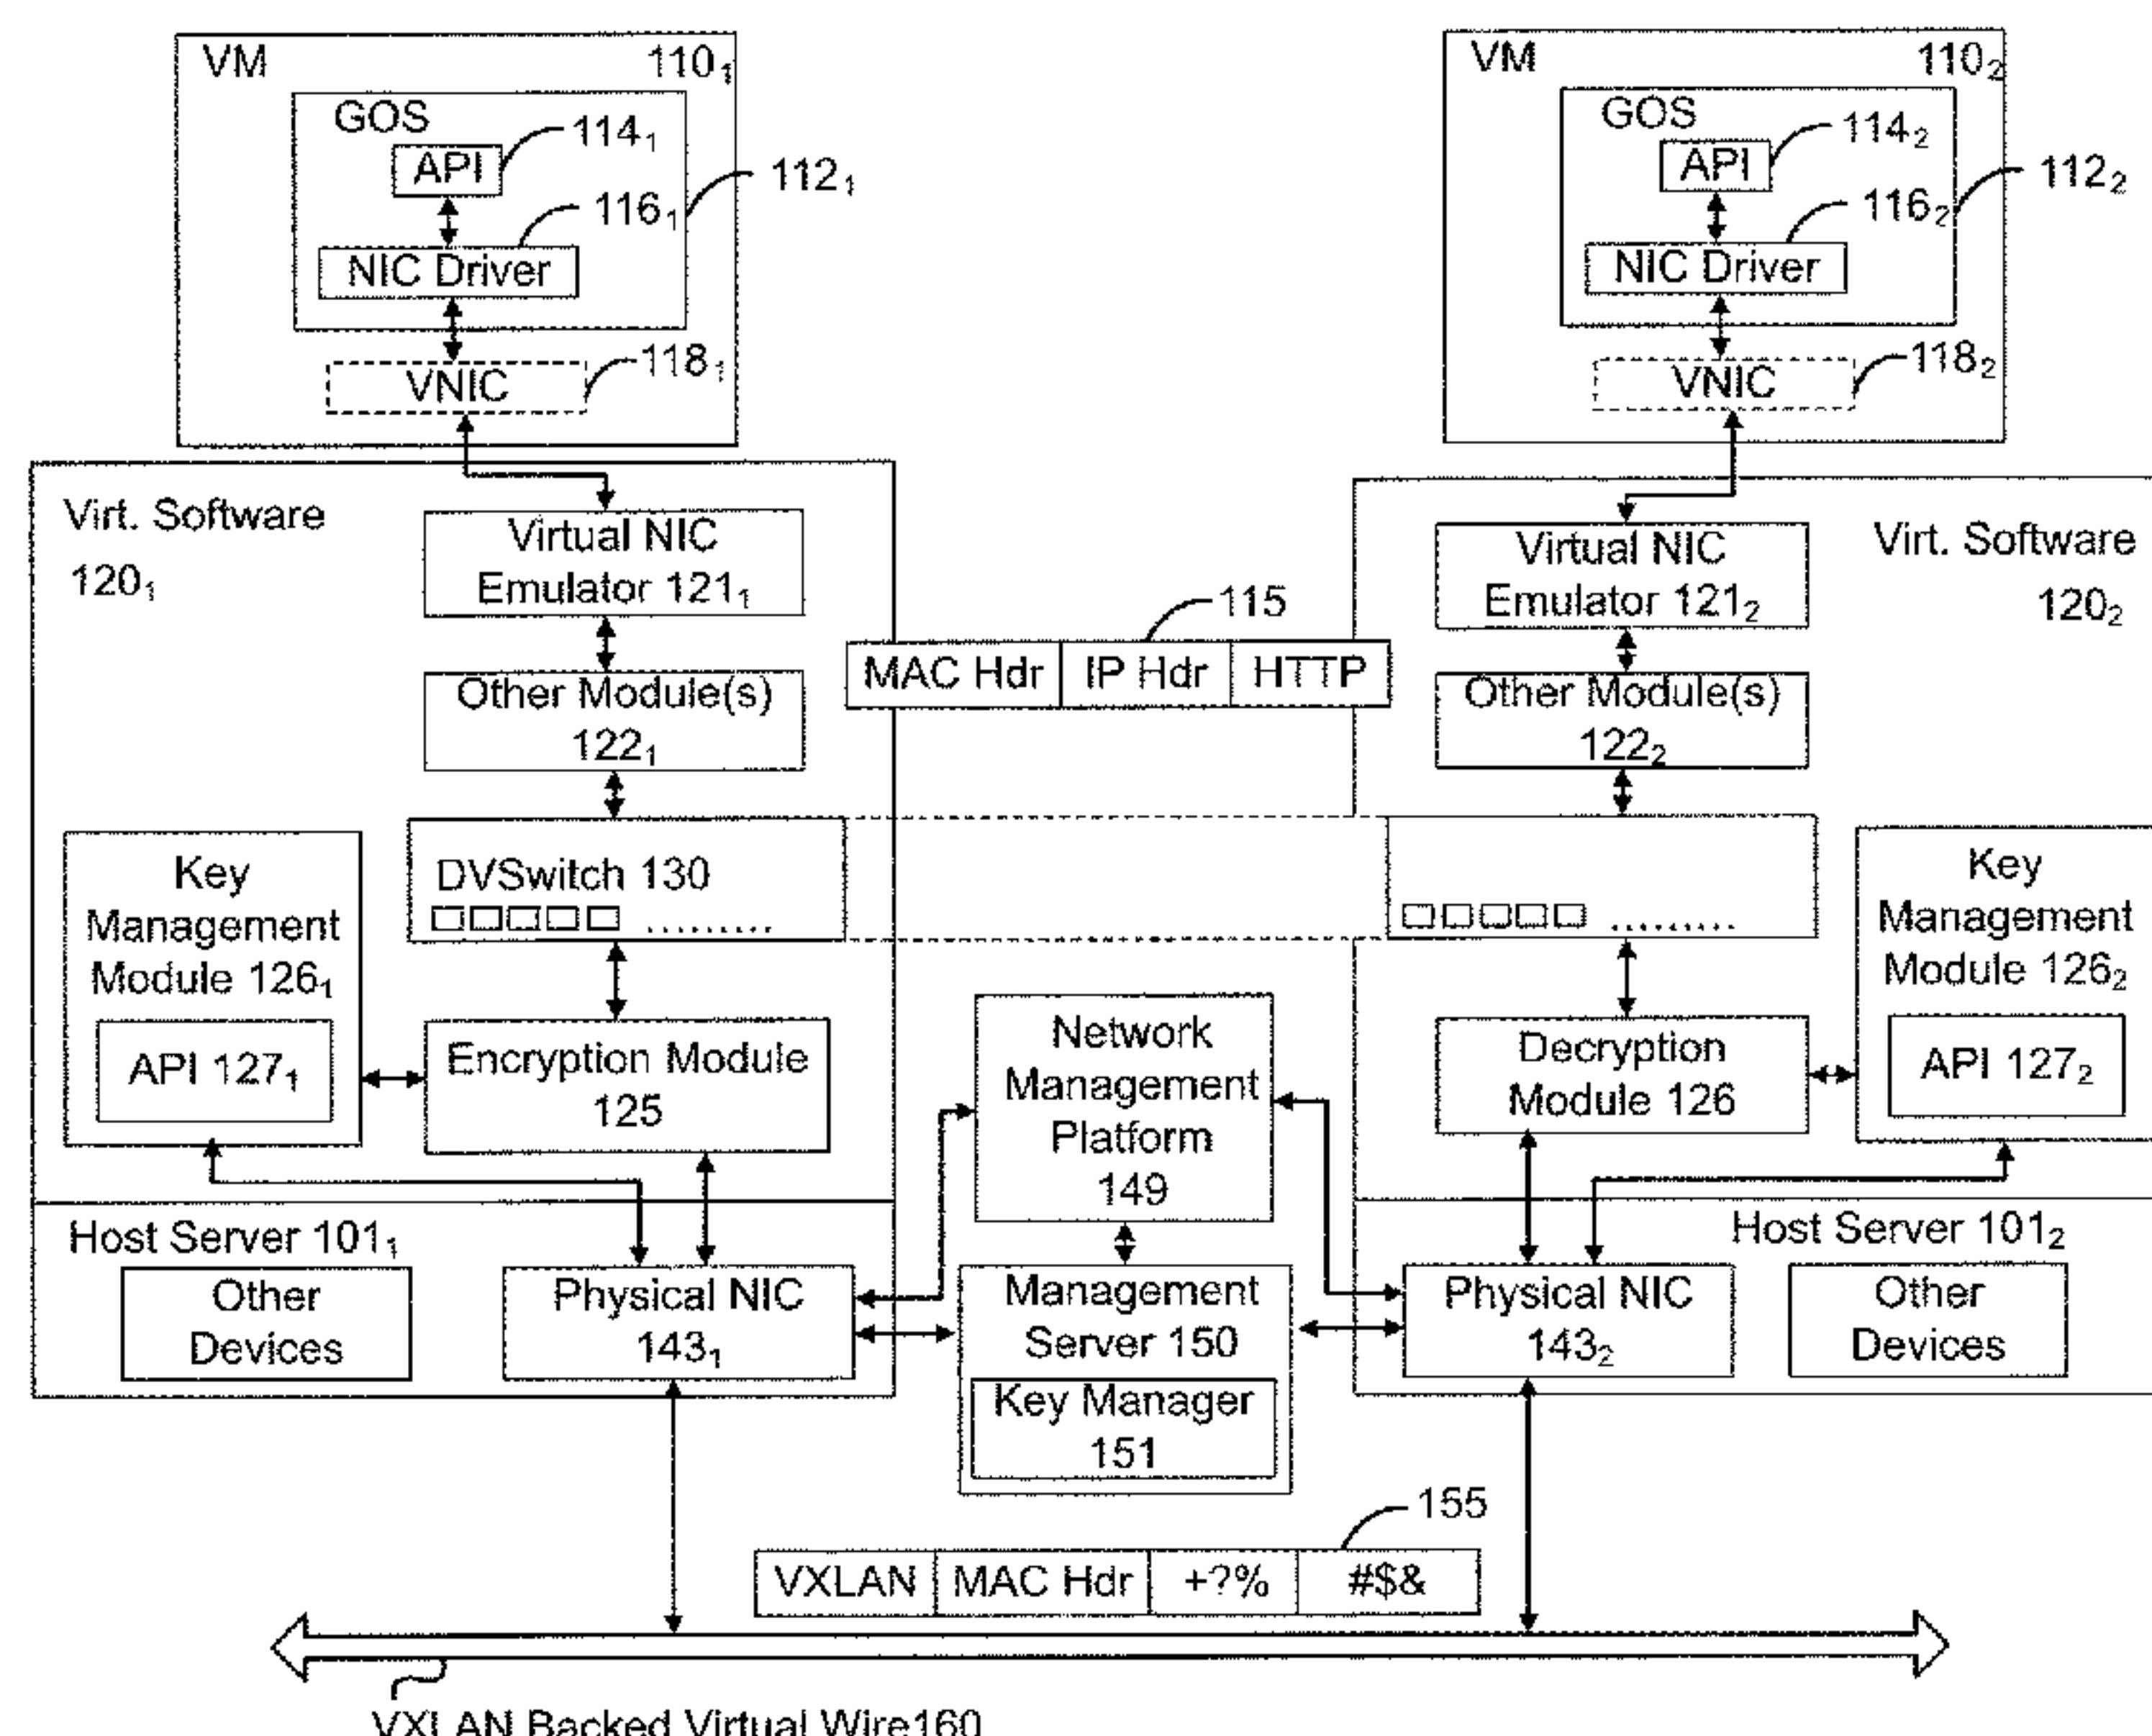 VM
110₁
GOS
API
114₁
112₁
116₁
NIC Driver
VNIC
118₁
VM
110₂
GOS
API
114₂
112₂
116₂
NIC Driver
VNIC
118₂
Virt. Software
120₁
Virtual NIC
Emulator 121₁
Other Module(s)
122₁
115
MAC Hdr
IP Hdr
HTTP
Virtual NIC
Emulator 121₂
Virt. Software
120₂
Other Module(s)
122₂
DVSwitch 130
.........
.........
Key
Management
Module 126₁
API 127₁
Encryption Module
125
Network
Management
Platform
149
Decryption
Module 126
Key
Management
Module 126₂
API 127₂
Host Server 101₁
Other
Devices
Physical NIC
143₁
Management
Server 150
Key Manager
151
Host Server 101₂
Physical NIC
143₂
Other
Devices
155
VXLAN
MAC Hdr
+?%
#$&
VXLAN Backed Virtual Wire160